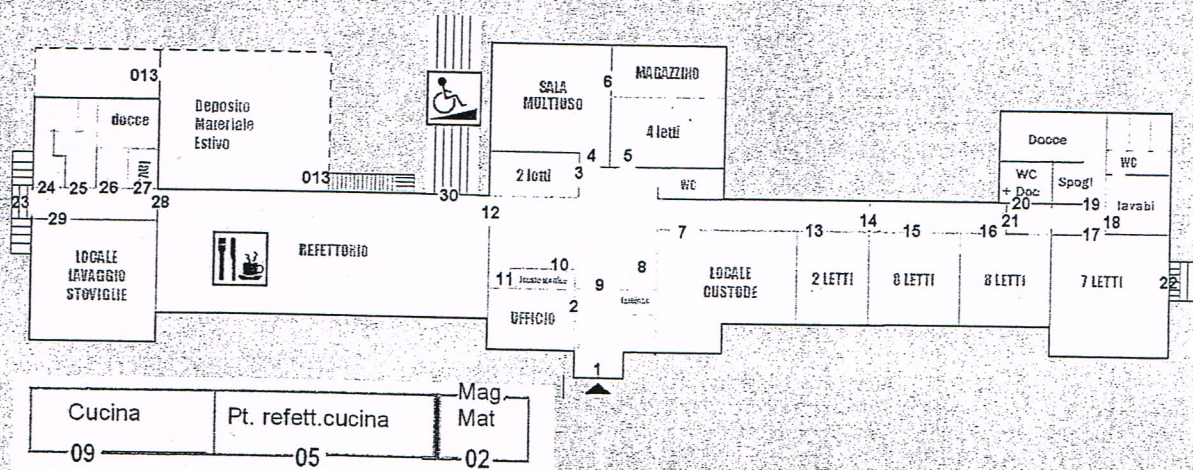 013
Deposito
Materiale
Estivo
docce
lav
24 25 26 27
23
28
29
LOCALE
LAVAGGIO
STOVIGLIE
REFETTORIO
013
30
SALA
MULTIUSO
6
MAGAZZINO
4 letti
4 5
2 letti
3
WC
12
11
10
9
8
2
UFFICIO
1
7
LOCALE
CUSTODE
13
2 LETTI
14
15
8 LETTI
16
8 LETTI
Docce
WC
WC
+ Doc
Spogl
20 19
21
18
lavabi
17
7 LETTI
22
Cucina
Pt. refett.cucina
Mag
Mat
09
05
02